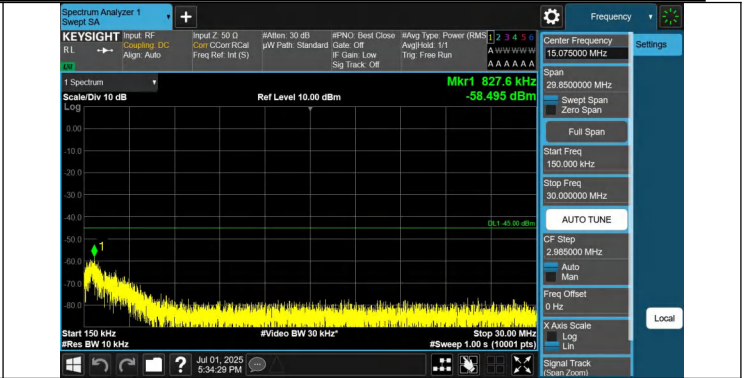 Spectrum Analyzer 1
Swept SA
+
Frequency
KEYSIGHT
RL
Input: RF
Coupling: DC
Align: Auto
Input Z: 50 Ω
Corr CCorr RCal
Freq Ref: Int (S)
#Atten: 30 dB
µW Path: Standard
#PNO: Best Close
Gate: Off
IF Gain: Low
Sig Track: Off
#Avg Type: Power (RMS
Avg|Hold: 1/1
Trig: Free Run
1 2 3 4 5 6
A W W W W W
A A A A A A
1 Spectrum
Mkr1 827.6 kHz
Scale/Div 10 dB
Ref Level 10.00 dBm
-58.495 dBm
Log
0.00
-10.0
-20.0
-30.0
-40.0
DL1 -45.00 dBm
-50.0
1
-60.0
-70.0
-80.0
Start 150 kHz
#Video BW 30 kHz*
Stop 30.00 MHz
#Res BW 10 kHz
#Sweep 1.00 s (10001 pts)
?
Jul 01, 2025
5:34:29 PM
Center Frequency
15.075000 MHz
Settings
Span
29.8500000 MHz
Swept Span
Zero Span
Full Span
Start Freq
150.000 kHz
Stop Freq
30.000000 MHz
AUTO TUNE
CF Step
2.985000 MHz
Auto
Man
Freq Offset
0 Hz
X Axis Scale
Log
Lin
Local
Signal Track
(Span Zoom)